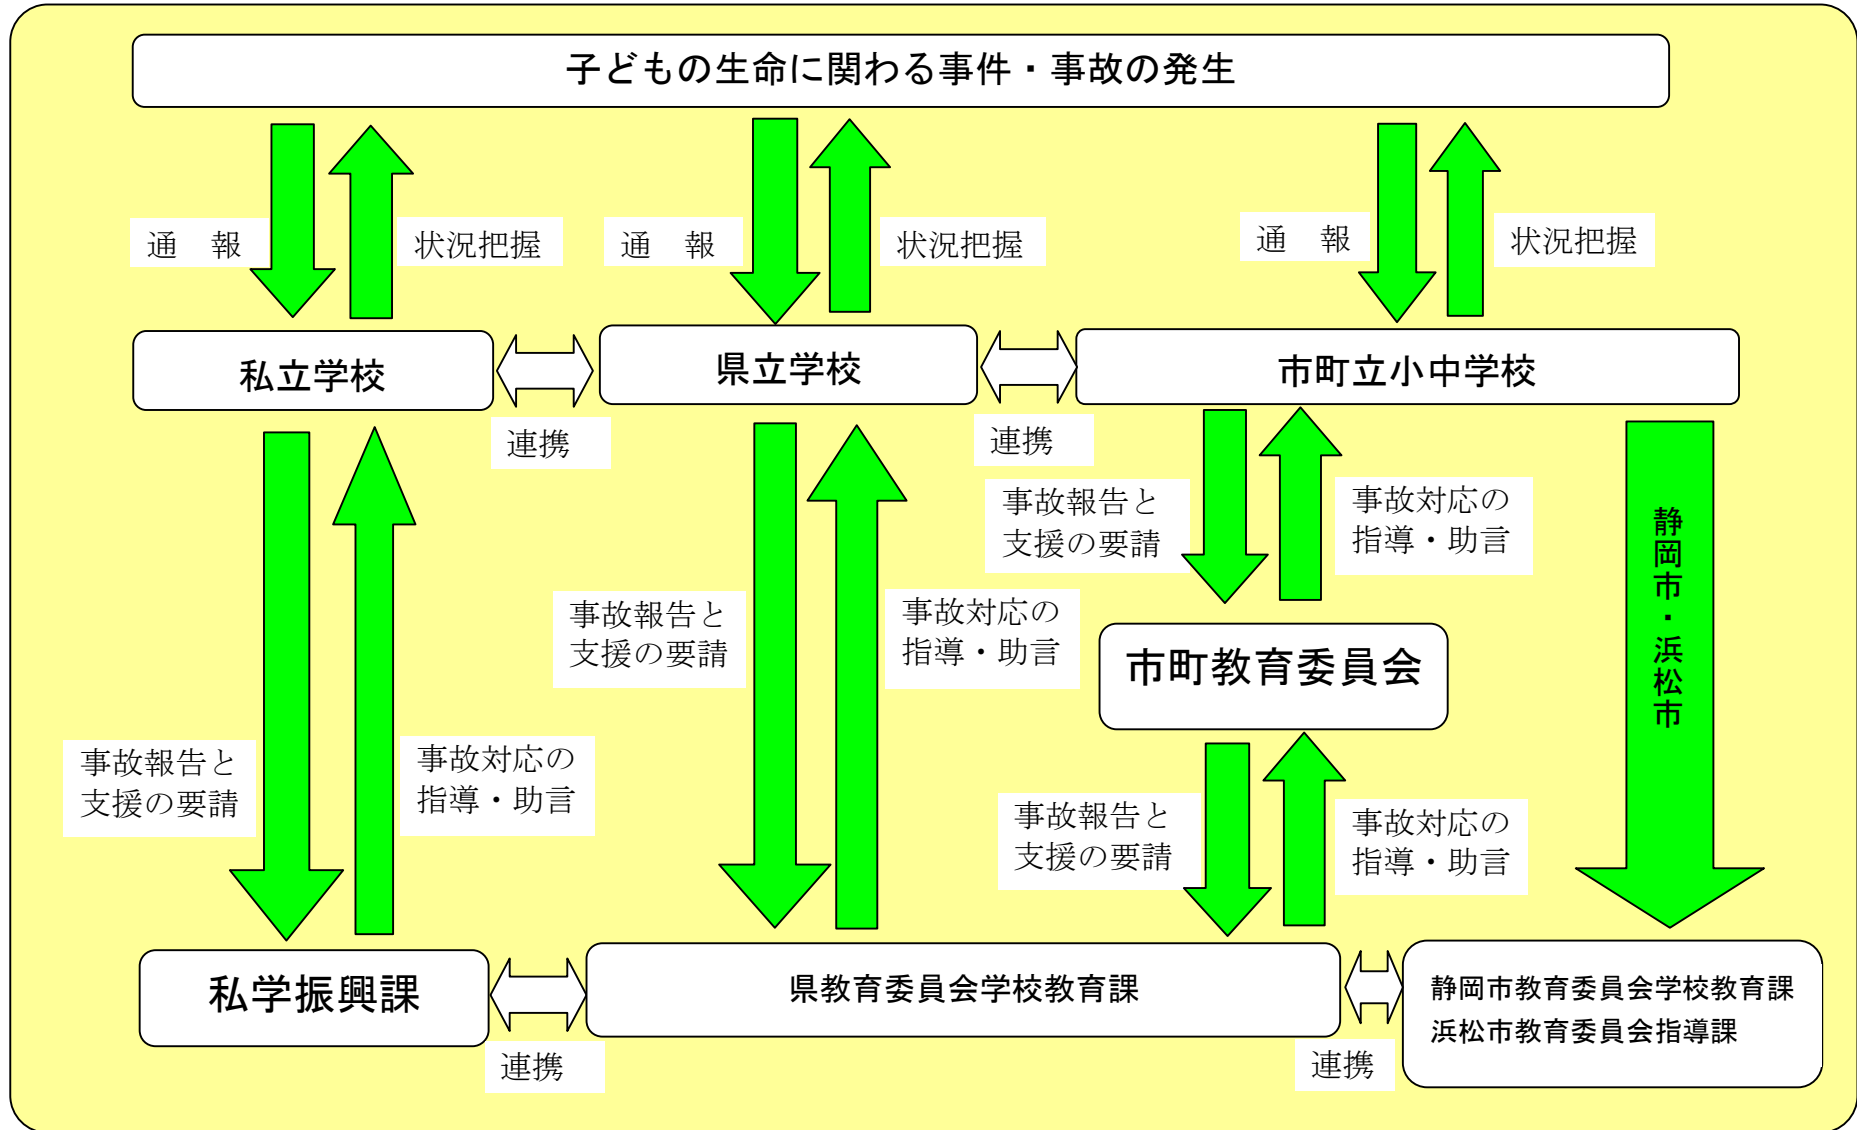 子どもの生命に関わる事件・事故の発生
通　報
状況把握
通　報
状況把握
通　報
状況把握
私立学校
県立学校
市町立小中学校
連携
連携
事故報告と
支援の要請
事故対応の
指導・助言
静岡市・浜松市
事故報告と
支援の要請
事故対応の
指導・助言
市町教育委員会
事故報告と
支援の要請
事故対応の
指導・助言
事故報告と
支援の要請
事故対応の
指導・助言
私学振興課
県教育委員会学校教育課
静岡市教育委員会学校教育課
浜松市教育委員会指導課
連携
連携